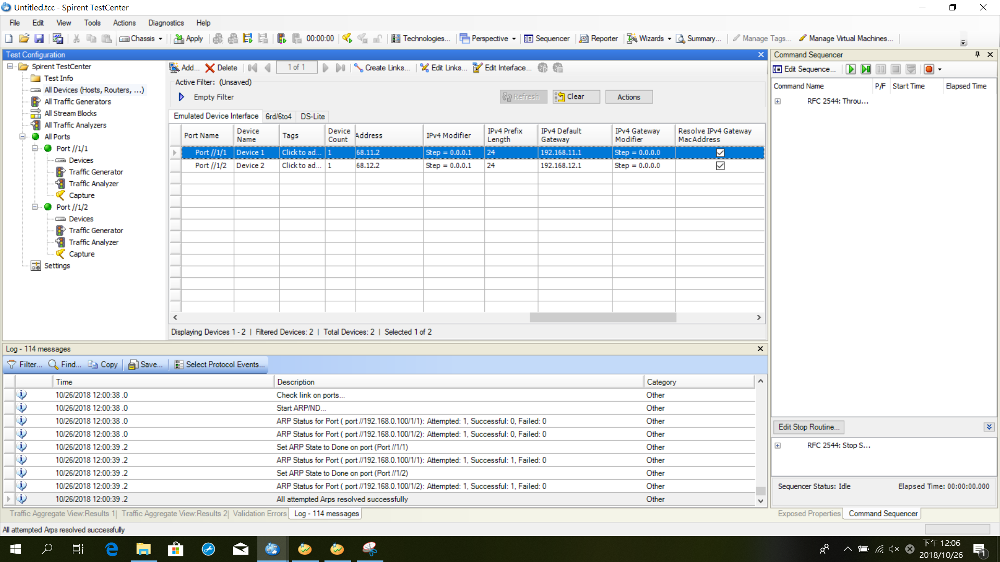 Untitled.tcc - Spirent TestCenter
File Edit View Tools Actions Diagnostics Help
Chassis Apply 00:00:00 Technologies... Perspective Sequencer Reporter Wizards Summary... Manage Tags... Manage Virtual Machines...
Test Configuration
Spirent TestCenter
Test Info
All Devices (Hosts, Routers, ...)
All Traffic Generators
All Stream Blocks
All Traffic Analyzers
All Ports
Port //1/1
Devices
Traffic Generator
Traffic Analyzer
Capture
Port //1/2
Devices
Traffic Generator
Traffic Analyzer
Capture
Settings
Add... Delete 1 of 1 Create Links... Edit Links... Edit Interface...
Active Filter: (Unsaved)
Empty Filter Refresh Clear Actions
Emulated Device Interface 6rd/6to4 DS-Lite
Port Name Device Name Tags Device Count Address IPv4 Modifier IPv4 Prefix Length IPv4 Default Gateway IPv4 Gateway Modifier Resolve IPv4 Gateway MacAddress
Port //1/1 Device 1 Click to ad... 1 68.11.2 Step = 0.0.0.1 24 192.168.11.1 Step = 0.0.0.0
Port //1/2 Device 2 Click to ad... 1 68.12.2 Step = 0.0.0.1 24 192.168.12.1 Step = 0.0.0.0
Displaying Devices 1 - 2 | Filtered Devices: 2 | Total Devices: 2 | Selected 1 of 2
Log - 114 messages
Filter... Find... Copy Save... Select Protocol Events...
Time Description Category
10/26/2018 12:00:38 .0 Check link on ports... Other
10/26/2018 12:00:38 .0 Start ARP/ND... Other
10/26/2018 12:00:38 .0 ARP Status for Port ( port //192.168.0.100/1/1): Attempted: 1, Successful: 0, Failed: 0 Other
10/26/2018 12:00:38 .0 ARP Status for Port ( port //192.168.0.100/1/2): Attempted: 1, Successful: 0, Failed: 0 Other
10/26/2018 12:00:39 .2 Set ARP State to Done on port (Port //1/1) Other
10/26/2018 12:00:39 .2 ARP Status for Port ( port //192.168.0.100/1/1): Attempted: 1, Successful: 1, Failed: 0 Other
10/26/2018 12:00:39 .2 Set ARP State to Done on port (Port //1/2) Other
10/26/2018 12:00:39 .2 ARP Status for Port ( port //192.168.0.100/1/2): Attempted: 1, Successful: 1, Failed: 0 Other
10/26/2018 12:00:39 .2 All attempted Arps resolved successfully Other
Traffic Aggregate View:Results 1 | Traffic Aggregate View:Results 2 | Validation Errors Log - 114 messages
Command Sequencer
Edit Sequence...
Command Name P/F Start Time Elapsed Time
RFC 2544: Throu...
Edit Stop Routine...
RFC 2544: Stop S...
Sequencer Status: Idle Elapsed Time: 00:00:00.000
Exposed Properties Command Sequencer
All attempted Arps resolved successfully
下午 12:06
2018/10/26
1